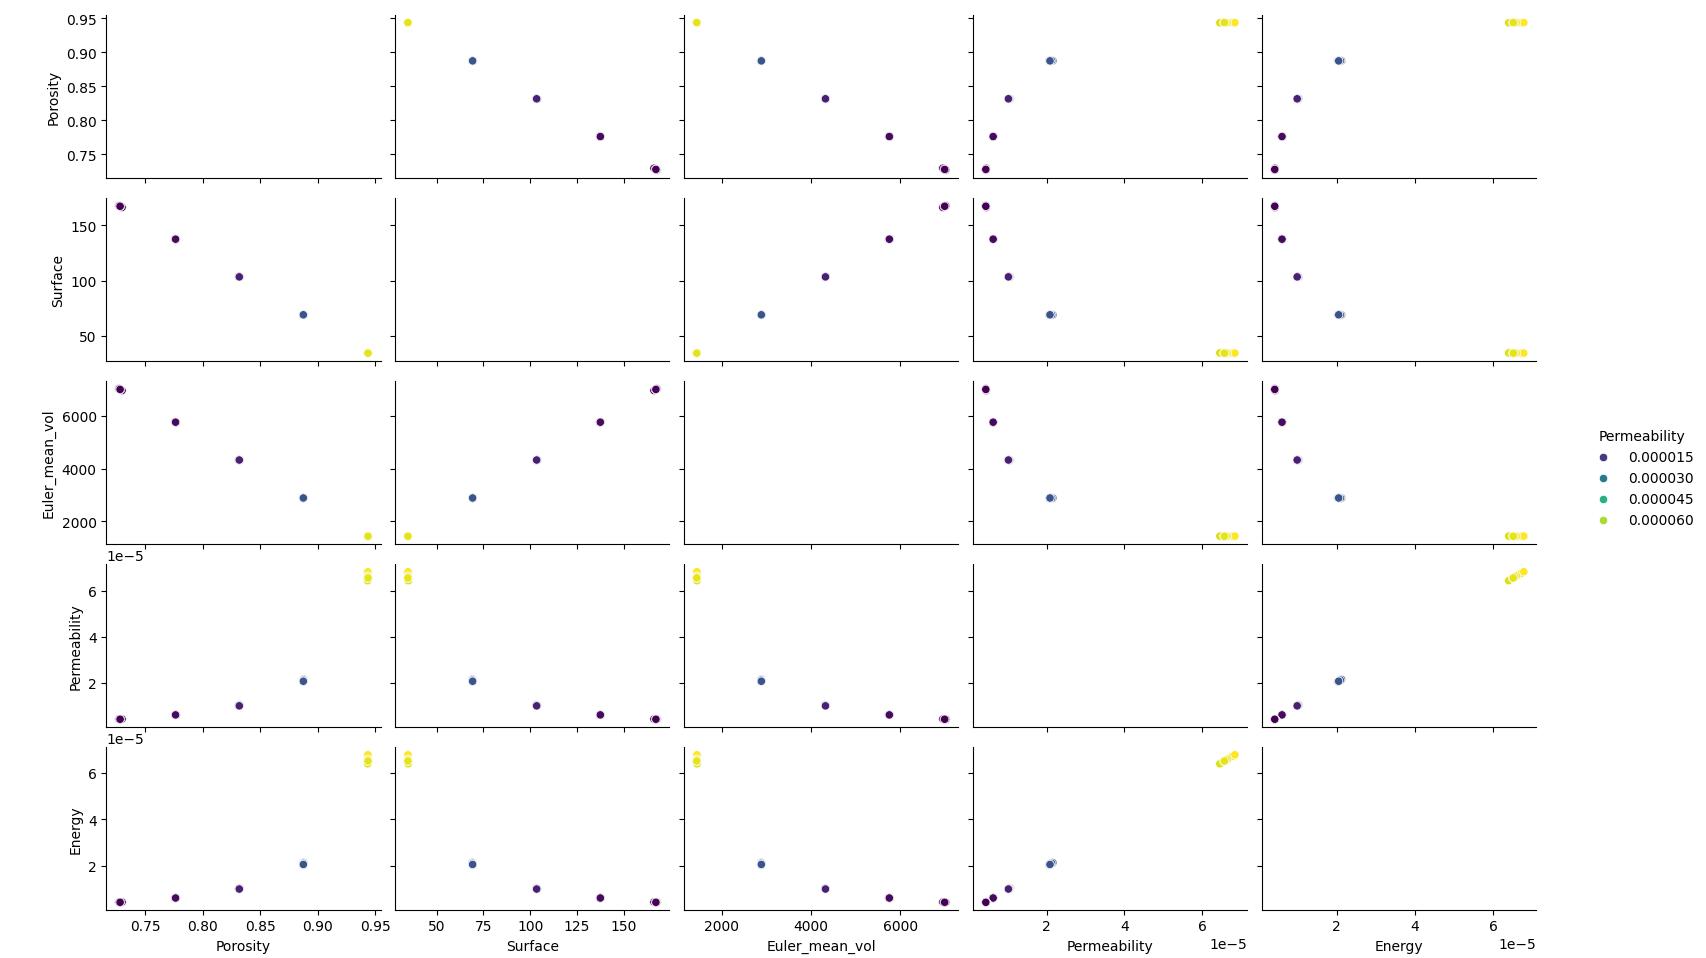 0.95
0.90
0.85
0.80
0.75
Porosity
150
100
50
Surface
6000
4000
2000
Euler_mean_vol
1e−5
6
4
2
Permeability
1e−5
6
4
2
Energy
0.75 0.80 0.85 0.90 0.95
Porosity
50 75 100 125 150
Surface
2000 4000 6000
Euler_mean_vol
2 4 6
1e−5
Permeability
2 4 6
1e−5
Energy
Permeability
0.000015
0.000030
0.000045
0.000060